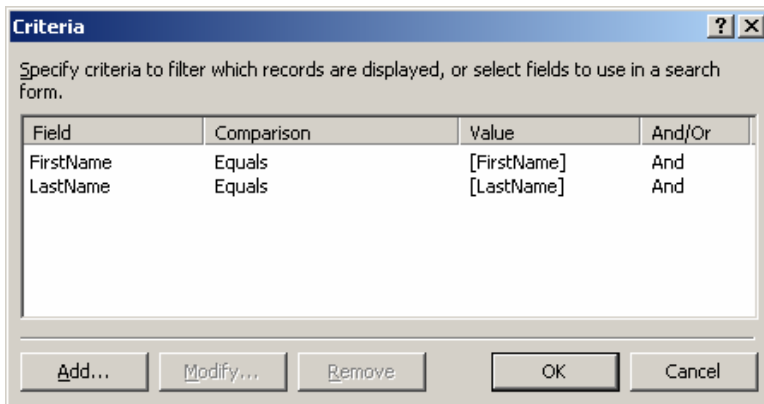 Criteria
Specify criteria to filter which records are displayed, or select fields to use in a search
form.
Field Comparison Value And/Or
FirstName Equals [FirstName] And
LastName Equals [LastName] And
Add... Modify... Remove OK Cancel